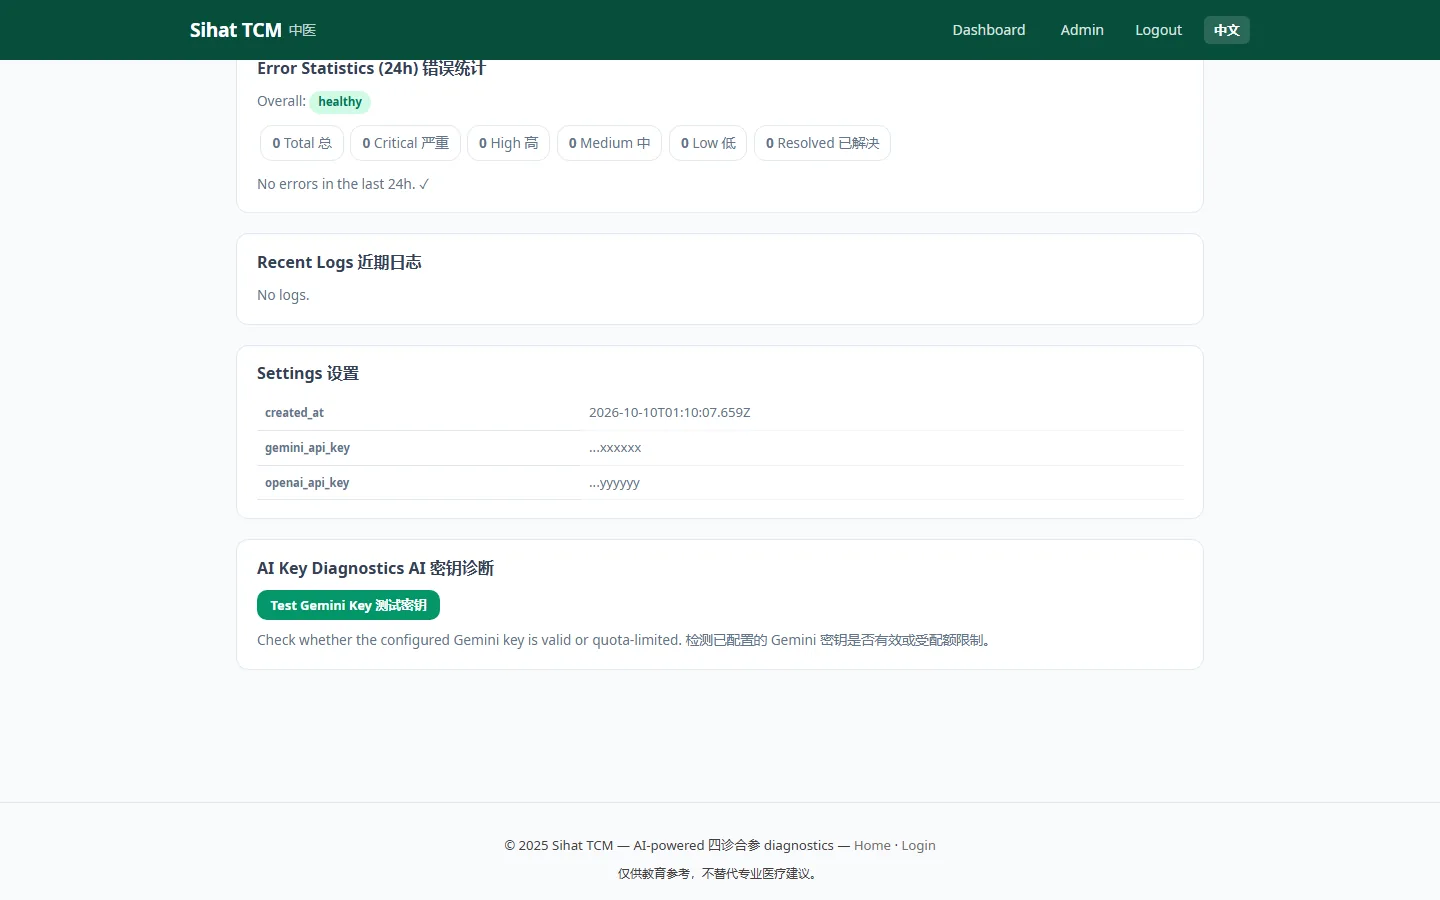 Sihat TCM 中医
Dashboard Admin Logout 中文
Error Statistics (24h) 错误统计
Overall: healthy
0 Total 总 0 Critical 严重 0 High 高 0 Medium 中 0 Low 低 0 Resolved 已解决
No errors in the last 24h. ✓
Recent Logs 近期日志
No logs.
Settings 设置
created_at 2026-10-10T01:10:07.659Z
gemini_api_key ...xxxxxx
openai_api_key ...yyyyyy
AI Key Diagnostics AI 密钥诊断
Test Gemini Key 测试密钥
Check whether the configured Gemini key is valid or quota-limited. 检测已配置的 Gemini 密钥是否有效或受配额限制。
© 2025 Sihat TCM — AI-powered 四诊合参 diagnostics — Home · Login
仅供教育参考，不替代专业医疗建议。